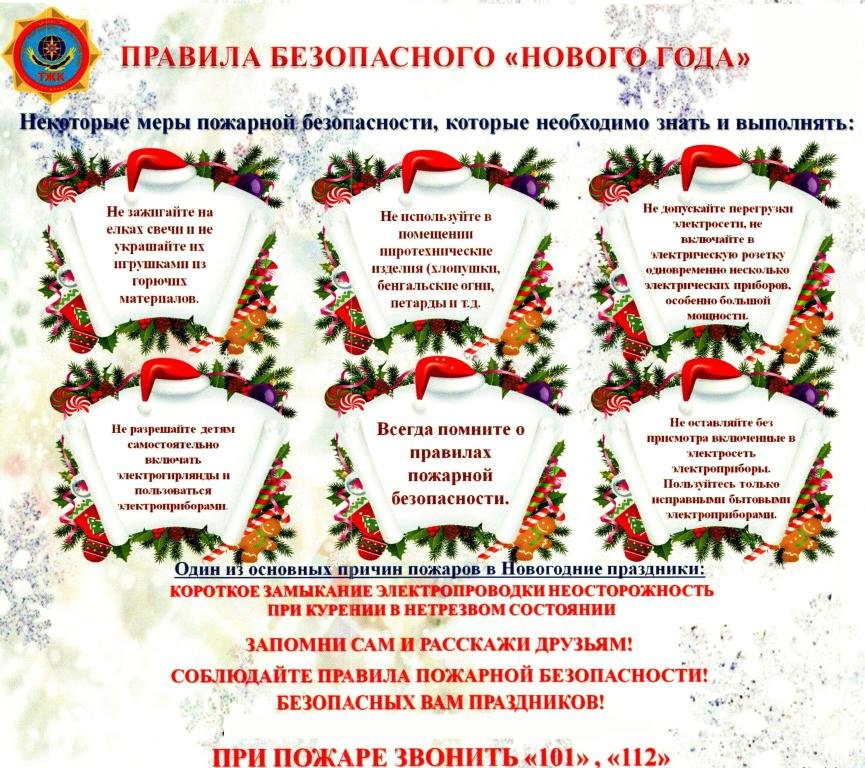 ТЖК
ПРАВИЛА БЕЗОПАСНОГО «НОВОГО ГОДА»
Некоторые меры пожарной безопасности, которые необходимо знать и выполнять:
Не зажигайте на
елках свечи и не
украшайте их
игрушками из
горючих
материалов.
Не используйте в
помещении
пиротехнические
изделия (хлопушки,
бенгальские огни,
петарды и т.д.
Не допускайте перегрузки
электросети, не
включайте в
электрическую розетку
одновременно несколько
электрических приборов,
особенно большой
мощности.
Не разрешайте детям
самостоятельно
включать
электрогирлянды и
пользоваться
электроприборами.
Всегда помните о
правилах
пожарной
безопасности.
Не оставляйте без
присмотра включенные в
электросеть
электроприборы.
Пользуйтесь только
исправными бытовыми
электроприборами.
Один из основных причин пожаров в Новогодние праздники:
КОРОТКОЕ ЗАМЫКАНИЕ ЭЛЕКТРОПРОВОДКИ НЕОСТОРОЖНОСТЬ
ПРИ КУРЕНИИ В НЕТРЕЗВОМ СОСТОЯНИИ
ЗАПОМНИ САМ И РАССКАЖИ ДРУЗЬЯМ!
СОБЛЮДАЙТЕ ПРАВИЛА ПОЖАРНОЙ БЕЗОПАСНОСТИ!
БЕЗОПАСНЫХ ВАМ ПРАЗДНИКОВ!
ПРИ ПОЖАРЕ ЗВОНИТЬ «101» , «112»